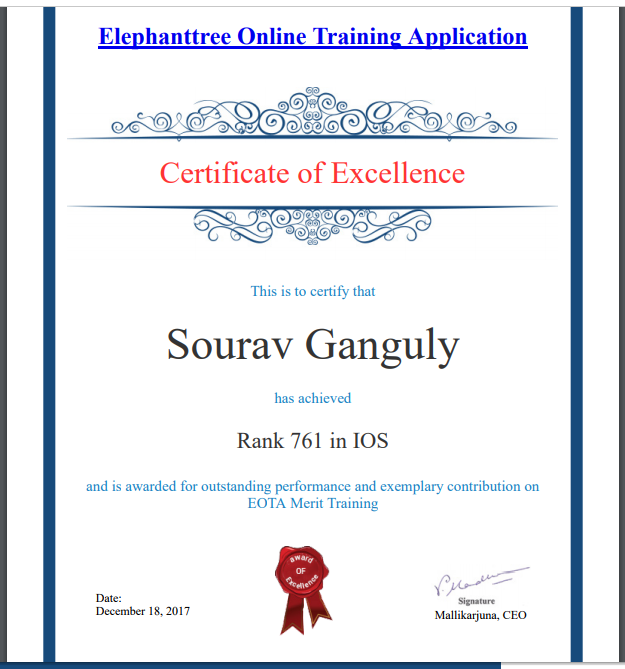 Elephanttree Online Training Application
Certificate of Excellence
This is to certify that
Sourav Ganguly
has achieved
Rank 761 in IOS
and is awarded for outstanding performance and exemplary contribution on
EOTA Merit Training
award
OF
Excellence
Date:
December 18, 2017
Signature
Mallikarjuna, CEO